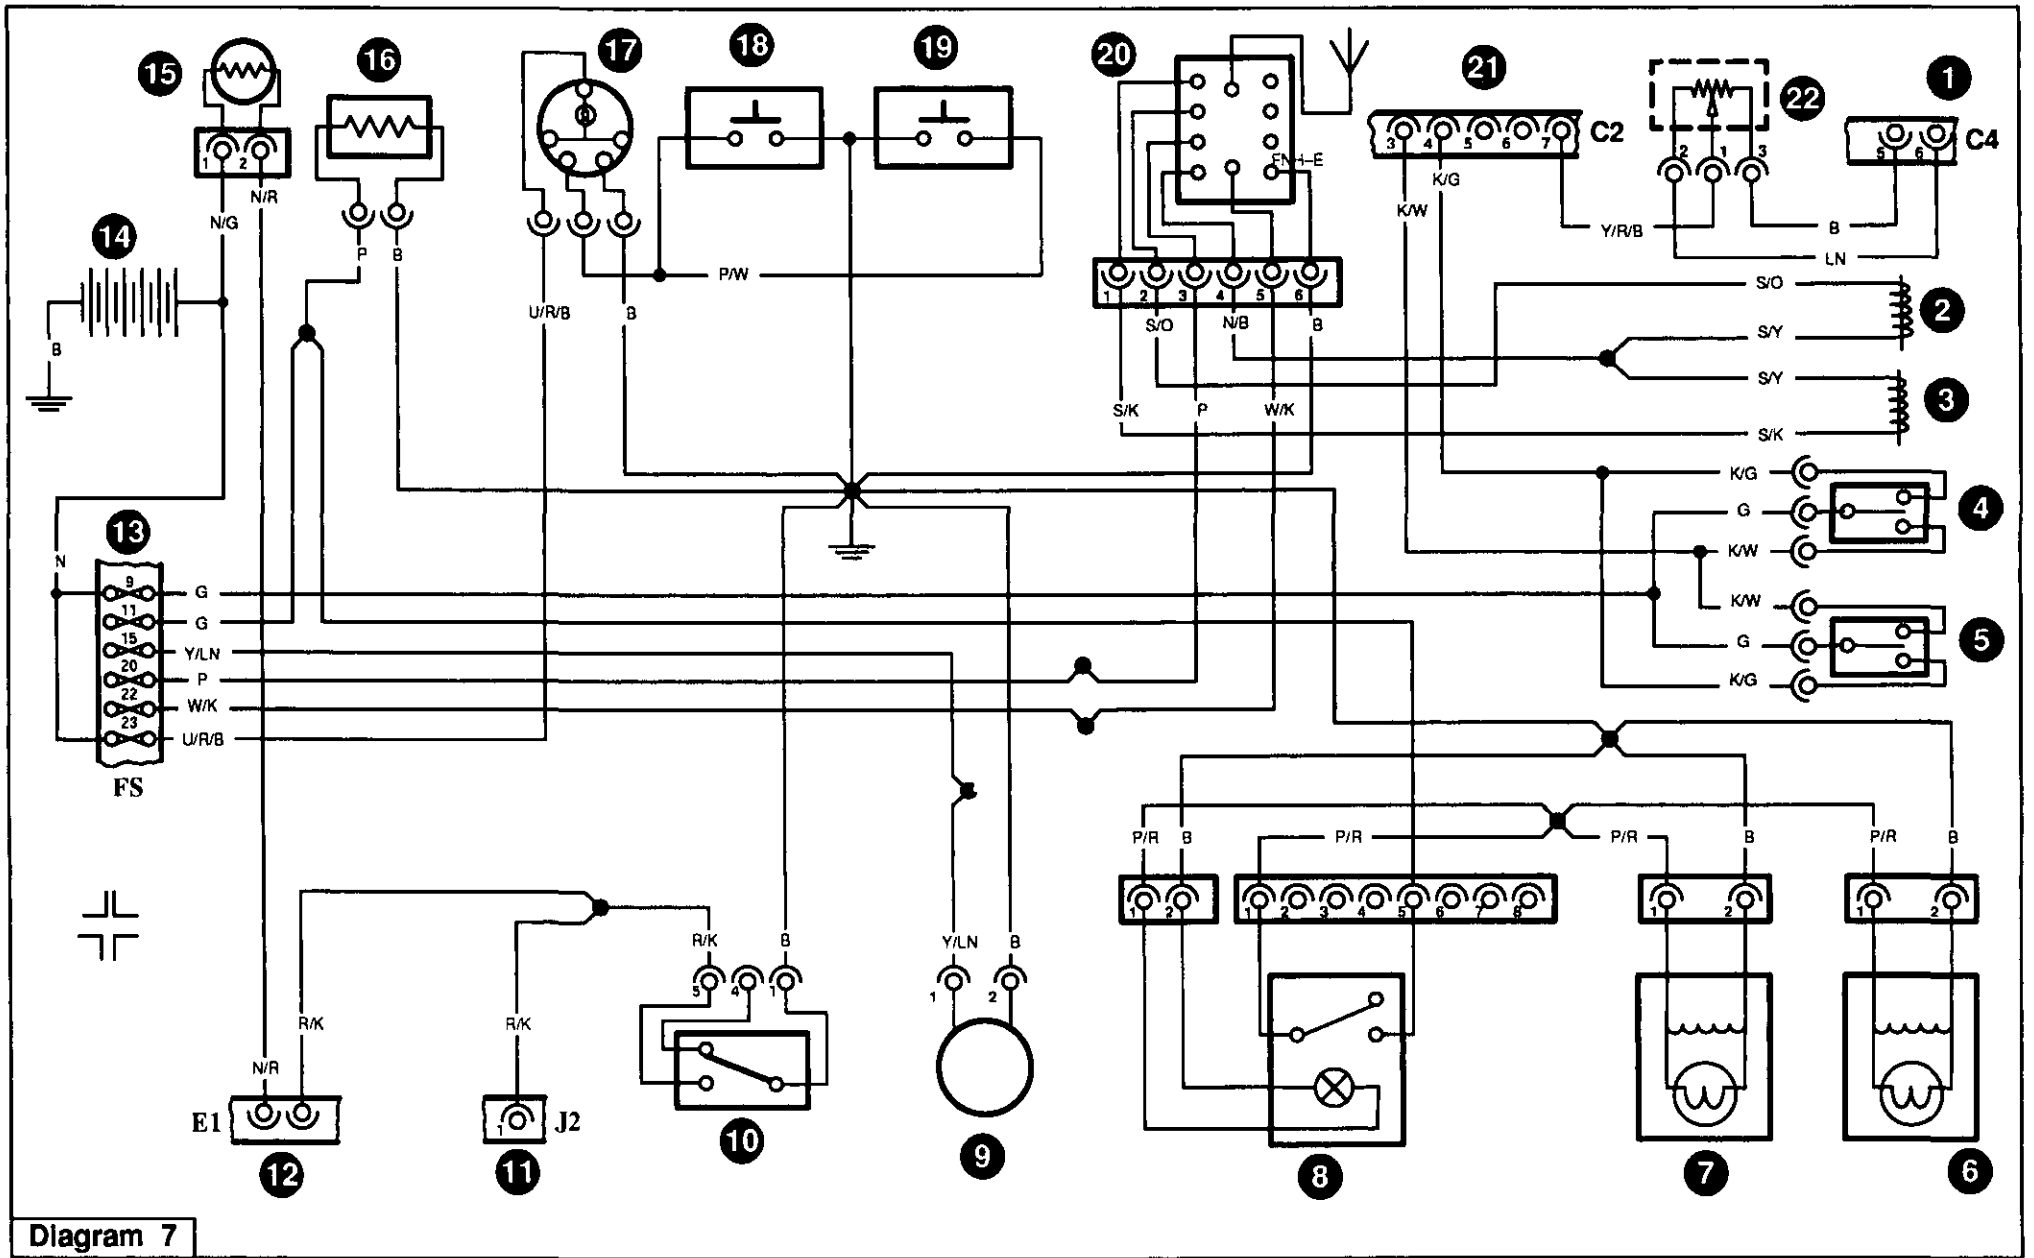 15
16
17
18
19
20
21
22
1
1 2
3 4 5 6 7 C2
2 1 3
5 6 C4
N/G
N/R
P B
K/W
K/G
Y/R/B
B
LN
14
B
U/R/B
B
P/W
1 2 3 4 5 6
S/O
N/B
B
S/K
P
W/K
S/O
S/Y
2
S/Y
3
S/K
K/G
G
4
K/W
K/W
G
5
K/G
13
N
9 G
11 G
15 Y/LN
20 P
22 W/K
23 U/R/B
FS
P/R B
P/R
P/R
B
P/R
B
1 2
1 2 3 4 5 6 7 8
1 2
1 2
R/K
B
Y/LN
B
5 4 1
1 2
R/K
R/K
N/R
E1
1 J2
12
11
10
9
8
7
6
Diagram 7